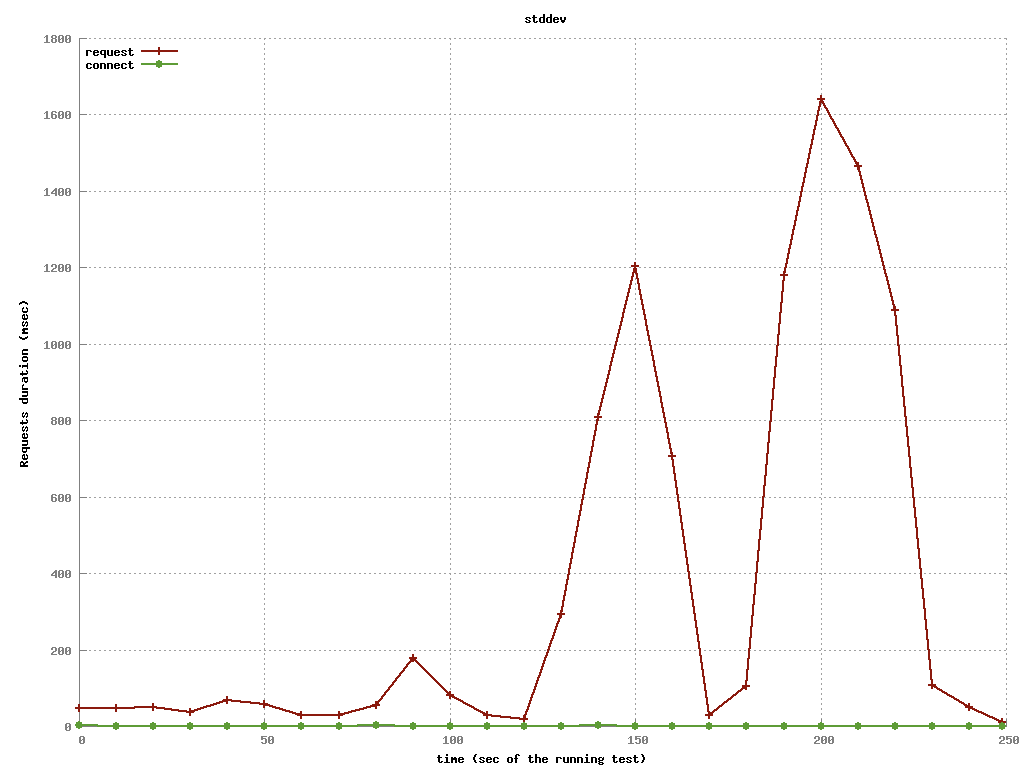 stddev
request
connect
1800
1600
1400
1200
1000
800
600
400
200
0
Requests duration (msec)
0 50 100 150 200 250
time (sec of the running test)